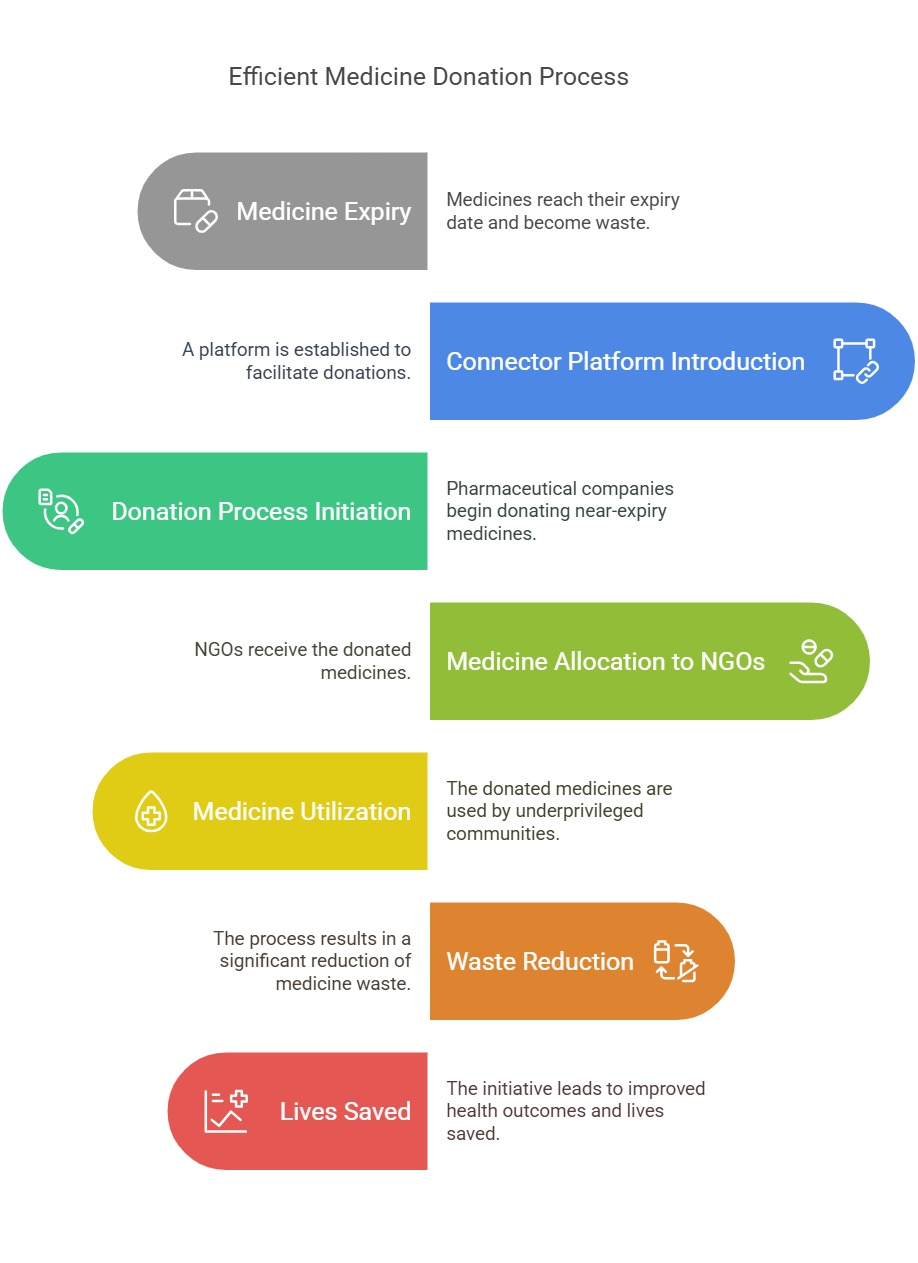 Efficient Medicine Donation Process
Medicine Expiry
Medicines reach their expiry
date and become waste.
Connector Platform Introduction
A platform is established to
facilitate donations.
Donation Process Initiation
Pharmaceutical companies
begin donating near-expiry
medicines.
Medicine Allocation to NGOs
NGOs receive the donated
medicines.
Medicine Utilization
The donated medicines are
used by underprivileged
communities.
Waste Reduction
The process results in a
significant reduction of
medicine waste.
Lives Saved
The initiative leads to improved
health outcomes and lives
saved.